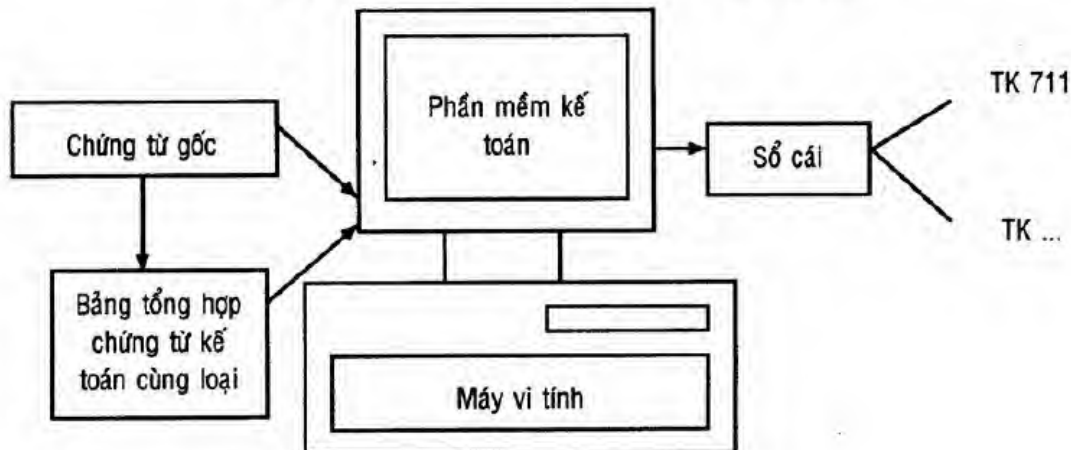 Chứng từ gốc
Bảng tổng hợp
chứng từ kế
toán cùng loại
Phần mềm kế
toán
Máy vi tính
Sổ cái
TK 711
TK ...